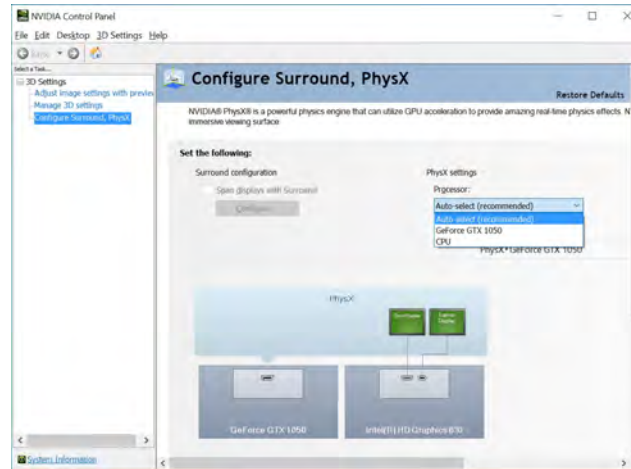 NVIDIA Control Panel
File Edit Desktop 3D Settings Help
Select a Task...
3D Settings
Adjust image settings with preview
Manage 3D settings
Configure Surround, PhysX
System Information
Configure Surround, PhysX
Restore Defaults
NVIDIA® PhysX® is a powerful physics engine that can utilize GPU acceleration to provide amazing real-time physics effects. N
immersive viewing surface
Set the following:
Surround configuration
Span displays with Surround
Configure...
PhysX settings
Processor:
Auto-select (recommended)
Auto-select (recommended)
GeForce GTX 1050
CPU
PhysX • GeForce GTX 1050
PhysX
GeForce GTX 1050
Intel(R) HD Graphics 630